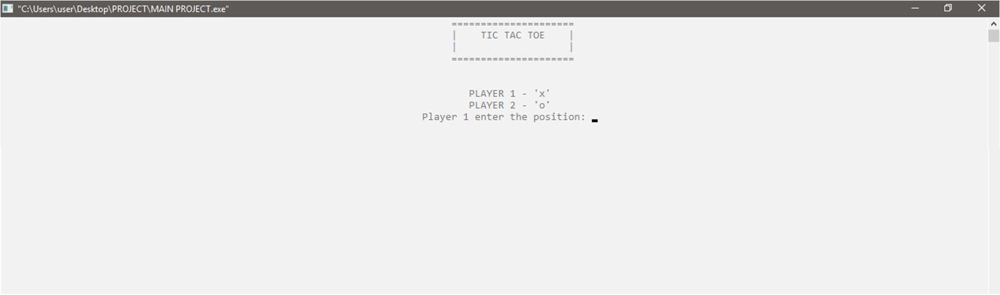 "C:\Users\user\Desktop\PROJECT\MAIN PROJECT.exe"
=====================
|    TIC TAC TOE    |
|                   |
=====================
PLAYER 1 - 'x'
PLAYER 2 - 'o'
Player 1 enter the position: